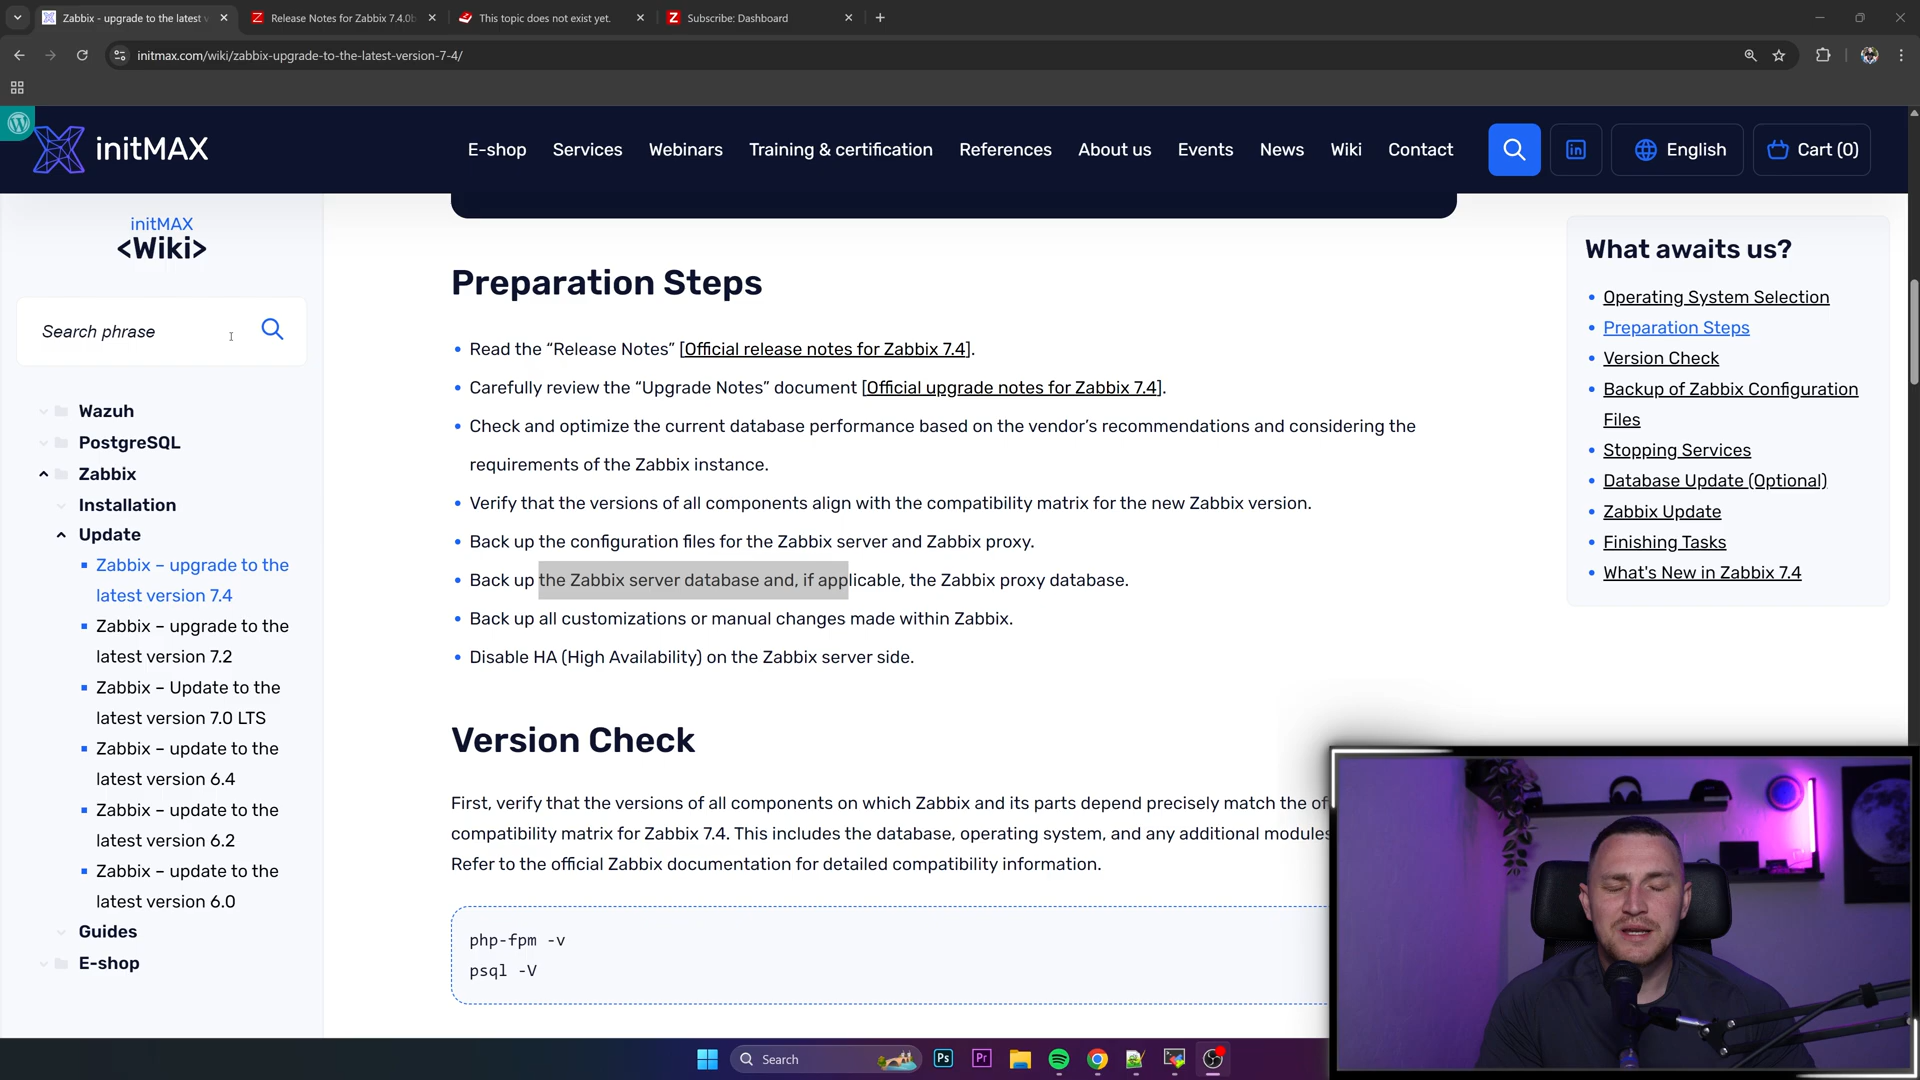 Zabbix - upgrade to the latest v
Release Notes for Zabbix 7.4.0b
This topic does not exist yet.
Subscribe: Dashboard
initmax.com/wiki/zabbix-upgrade-to-the-latest-version-7-4/
initMAX
E-shop
Services
Webinars
Training & certification
References
About us
Events
News
Wiki
Contact
English
Cart (0)
initMAX
<Wiki>
Search phrase
Wazuh
PostgreSQL
Zabbix
Installation
Update
Zabbix – upgrade to the
latest version 7.4
Zabbix – upgrade to the
latest version 7.2
Zabbix – Update to the
latest version 7.0 LTS
Zabbix – update to the
latest version 6.4
Zabbix – update to the
latest version 6.2
Zabbix – update to the
latest version 6.0
Guides
E-shop
Preparation Steps
Read the “Release Notes” [Official release notes for Zabbix 7.4].
Carefully review the “Upgrade Notes” document [Official upgrade notes for Zabbix 7.4].
Check and optimize the current database performance based on the vendor’s recommendations and considering the
requirements of the Zabbix instance.
Verify that the versions of all components align with the compatibility matrix for the new Zabbix version.
Back up the configuration files for the Zabbix server and Zabbix proxy.
Back up the Zabbix server database and, if applicable, the Zabbix proxy database.
Back up all customizations or manual changes made within Zabbix.
Disable HA (High Availability) on the Zabbix server side.
Version Check
First, verify that the versions of all components on which Zabbix and its parts depend precisely match the of
compatibility matrix for Zabbix 7.4. This includes the database, operating system, and any additional modules
Refer to the official Zabbix documentation for detailed compatibility information.
php-fpm -v
psql -V
What awaits us?
Operating System Selection
Preparation Steps
Version Check
Backup of Zabbix Configuration
Files
Stopping Services
Database Update (Optional)
Zabbix Update
Finishing Tasks
What's New in Zabbix 7.4
Search
Ps
Pr